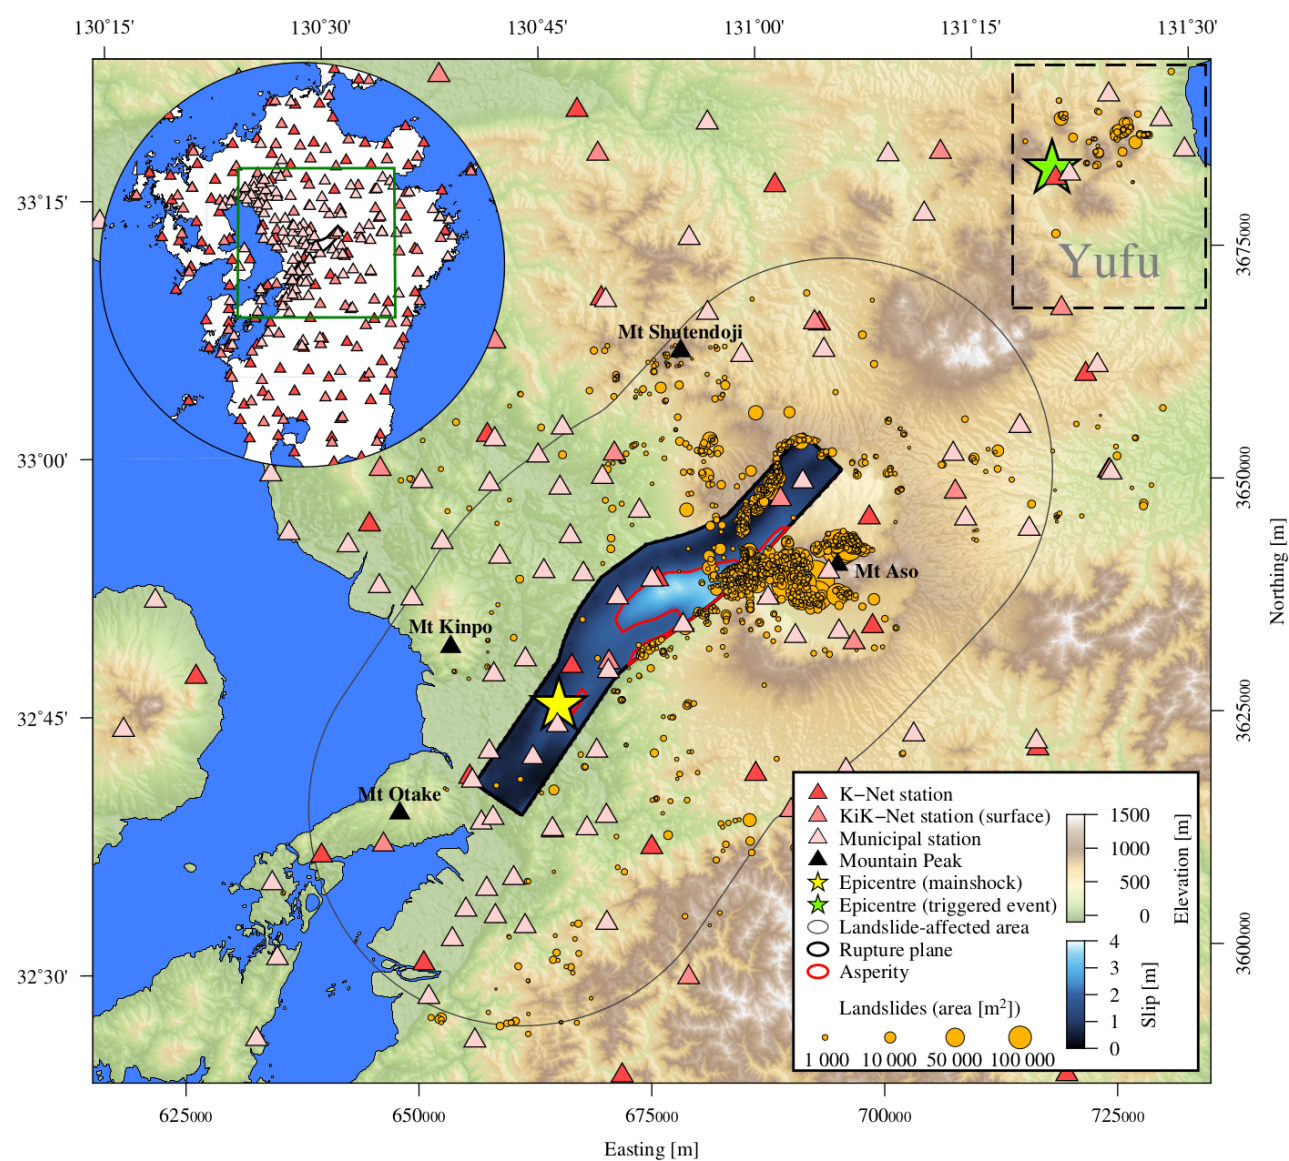 130°15' 130°30' 130°45' 131°00' 131°15' 131°30'
33°15'
33°00'
32°45'
32°30'
3675000
3650000
3625000
3600000
Northing [m]
Yufu
Mt Shutendoji
Mt Aso
Mt Kinpo
Mt Otake
K−Net station
KiK−Net station (surface)
Municipal station
Mountain Peak
Epicentre (mainshock)
Epicentre (triggered event)
Landslide-affected area
Rupture plane
Asperity
Landslides (area [m²])
1 000 10 000 50 000 100 000
1500
1000
500
0
Elevation [m]
4
3
2
1
0
Slip [m]
625000 650000 675000 700000 725000
Easting [m]